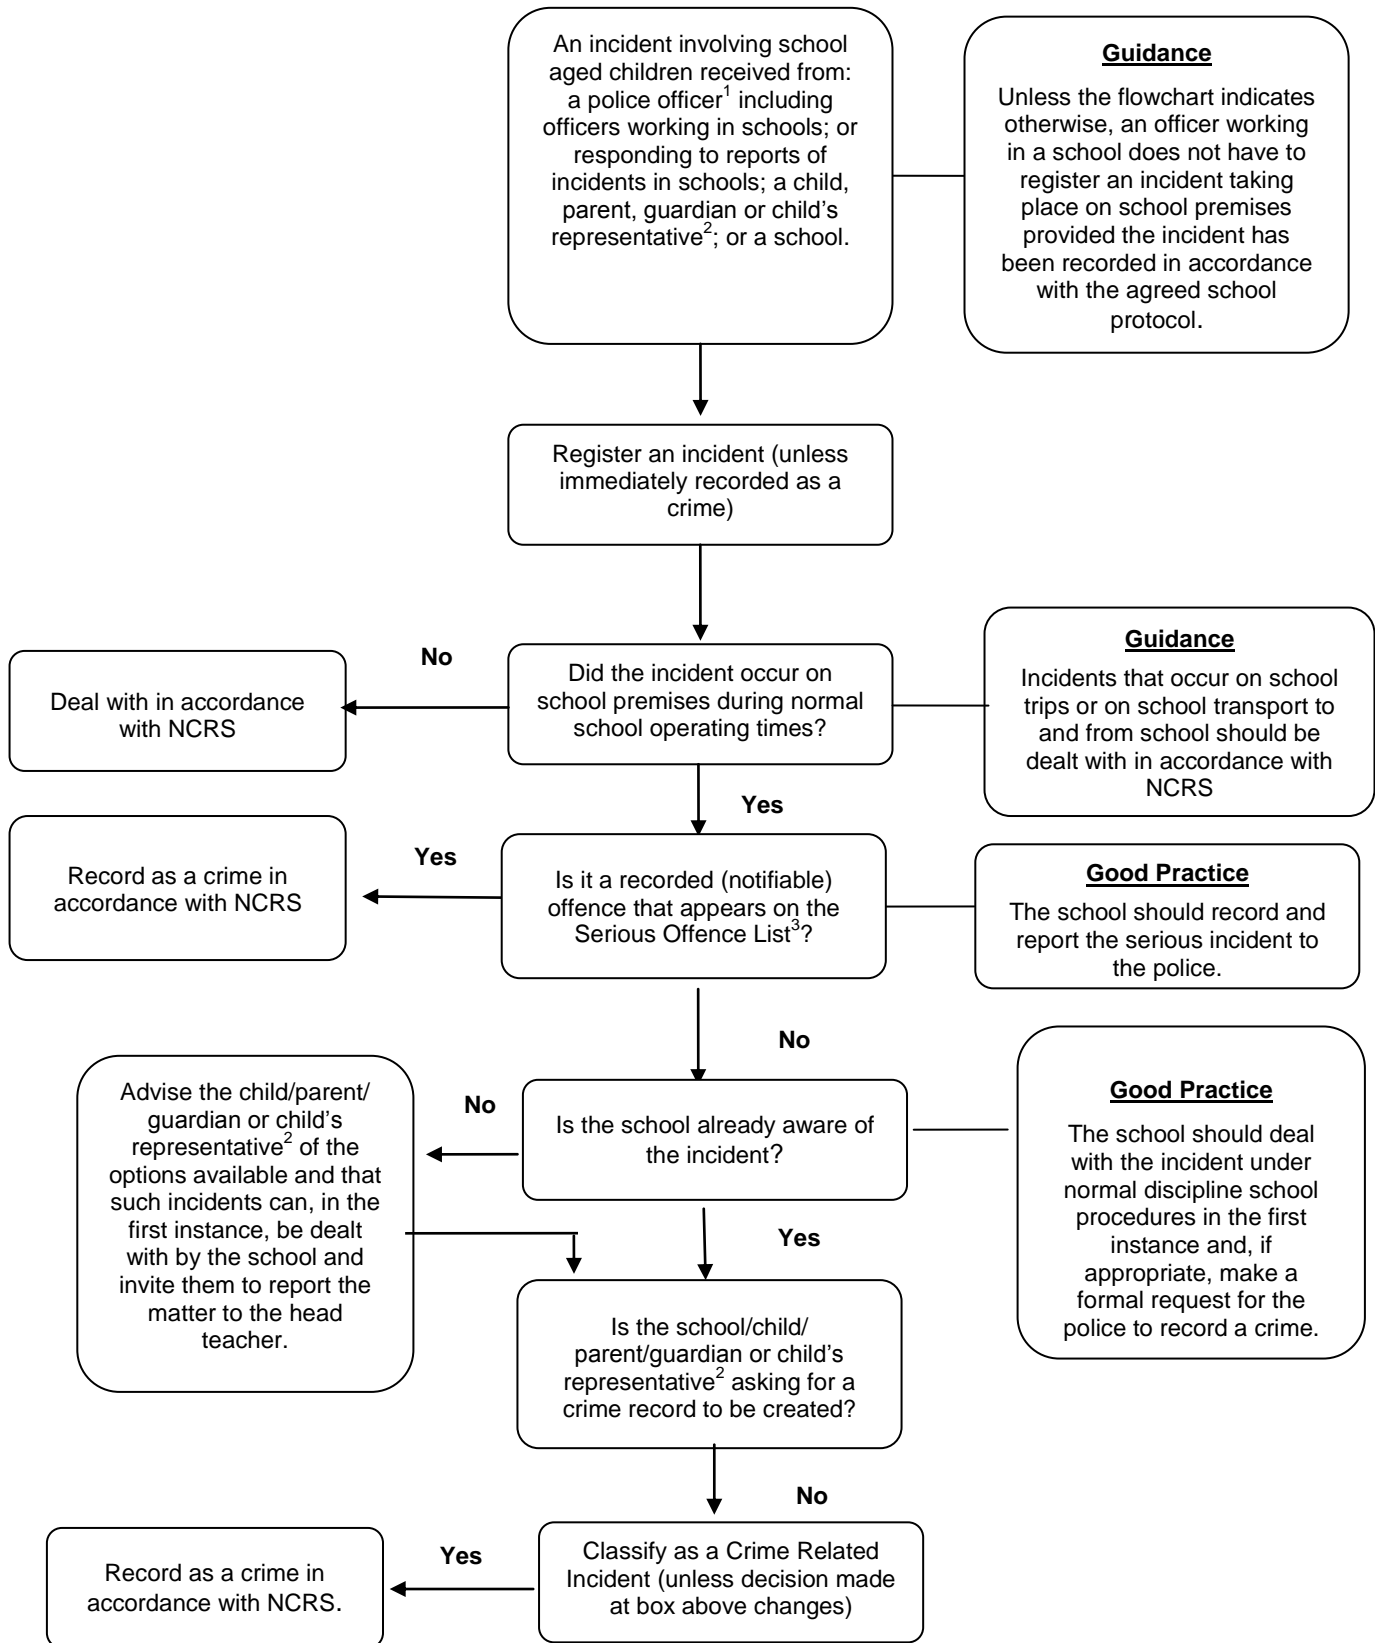 An incident involving school
aged children received from:
a police officer1 including
officers working in schools; or
responding to reports of
incidents in schools; a child,
parent, guardian or child’s
representative2; or a school.
Guidance
Unless the flowchart indicates
otherwise, an officer working
in a school does not have to
register an incident taking
place on school premises
provided the incident has
been recorded in accordance
with the agreed school
protocol.
Register an incident (unless
immediately recorded as a
crime)
Did the incident occur on
school premises during normal
school operating times?
No
Deal with in accordance
with NCRS
Guidance
Incidents that occur on school
trips or on school transport to
and from school should be
dealt with in accordance with
NCRS
Yes
Is it a recorded (notifiable)
offence that appears on the
Serious Offence List3?
Yes
Record as a crime in
accordance with NCRS
Good Practice
The school should record and
report the serious incident to
the police.
No
Is the school already aware of
the incident?
No
Advise the child/parent/
guardian or child’s
representative2 of the
options available and that
such incidents can, in the
first instance, be dealt
with by the school and
invite them to report the
matter to the head
teacher.
Good Practice
The school should deal
with the incident under
normal discipline school
procedures in the first
instance and, if
appropriate, make a
formal request for the
police to record a crime.
Yes
Is the school/child/
parent/guardian or child’s
representative2 asking for a
crime record to be created?
No
Classify as a Crime Related
Incident (unless decision made
at box above changes)
Yes
Record as a crime in
accordance with NCRS.